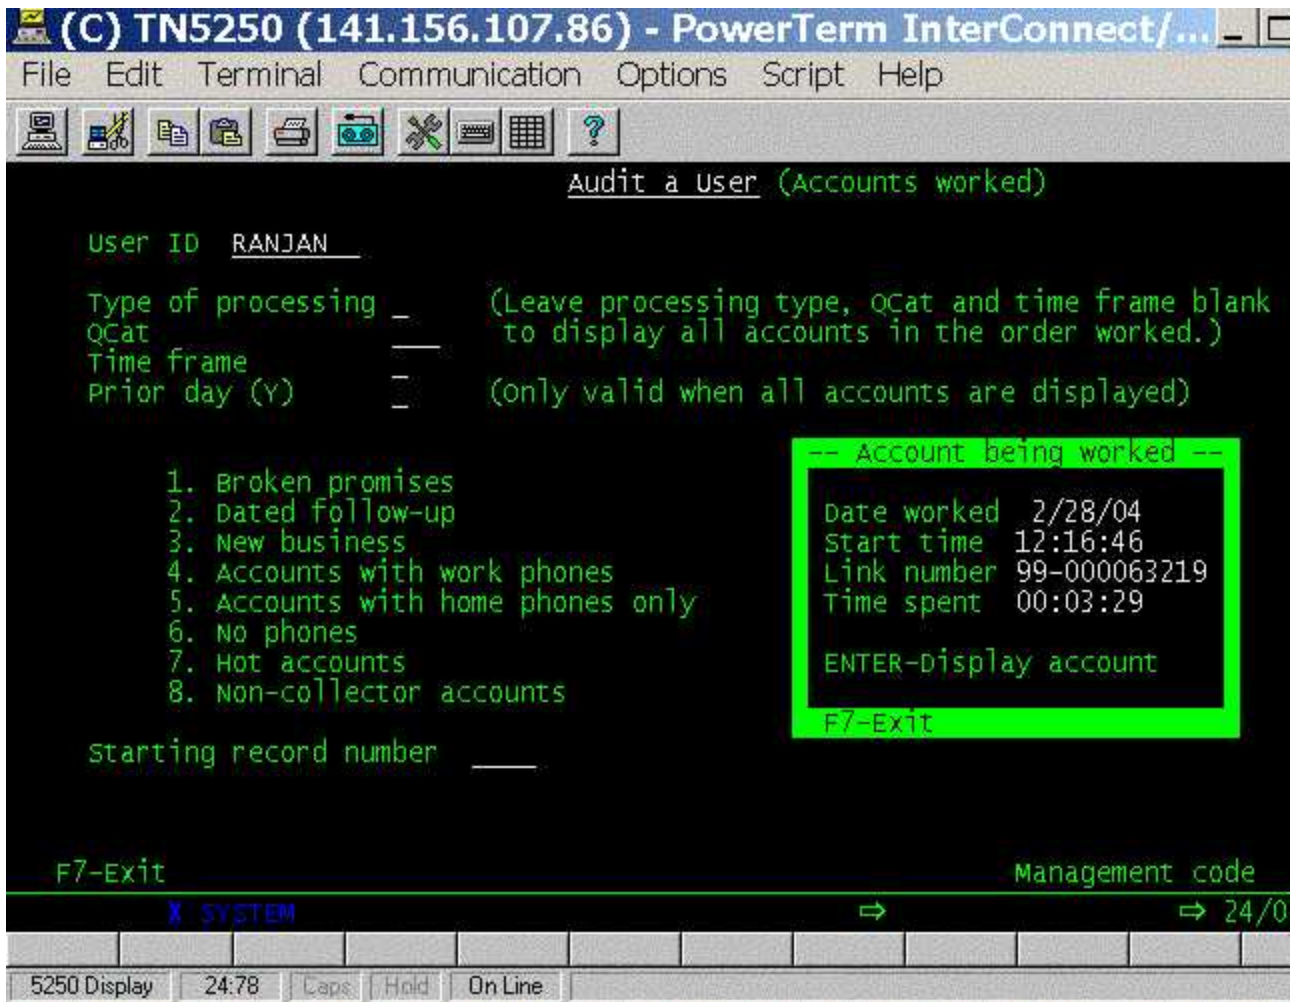 (C) TN5250 (141.156.107.86) - PowerTerm InterConnect/...
File Edit Terminal Communication Options Script Help
Audit a User (Accounts worked)
User ID RANJAN
Type of processing _ (Leave processing type, QCat and time frame blank
QCat ___ to display all accounts in the order worked.)
Time frame _
Prior day (Y) _ (Only valid when all accounts are displayed)
1. Broken promises
2. Dated follow-up
3. New business
4. Accounts with work phones
5. Accounts with home phones only
6. No phones
7. Hot accounts
8. Non-collector accounts
Starting record number ____
-- Account being worked --
Date worked 2/28/04
Start time 12:16:46
Link number 99-000063219
Time spent 00:03:29
ENTER-Display account
F7-Exit
F7-Exit Management code
X SYSTEM ⇨ ⇨ 24/0
5250 Display 24:78 Caps Hold On Line